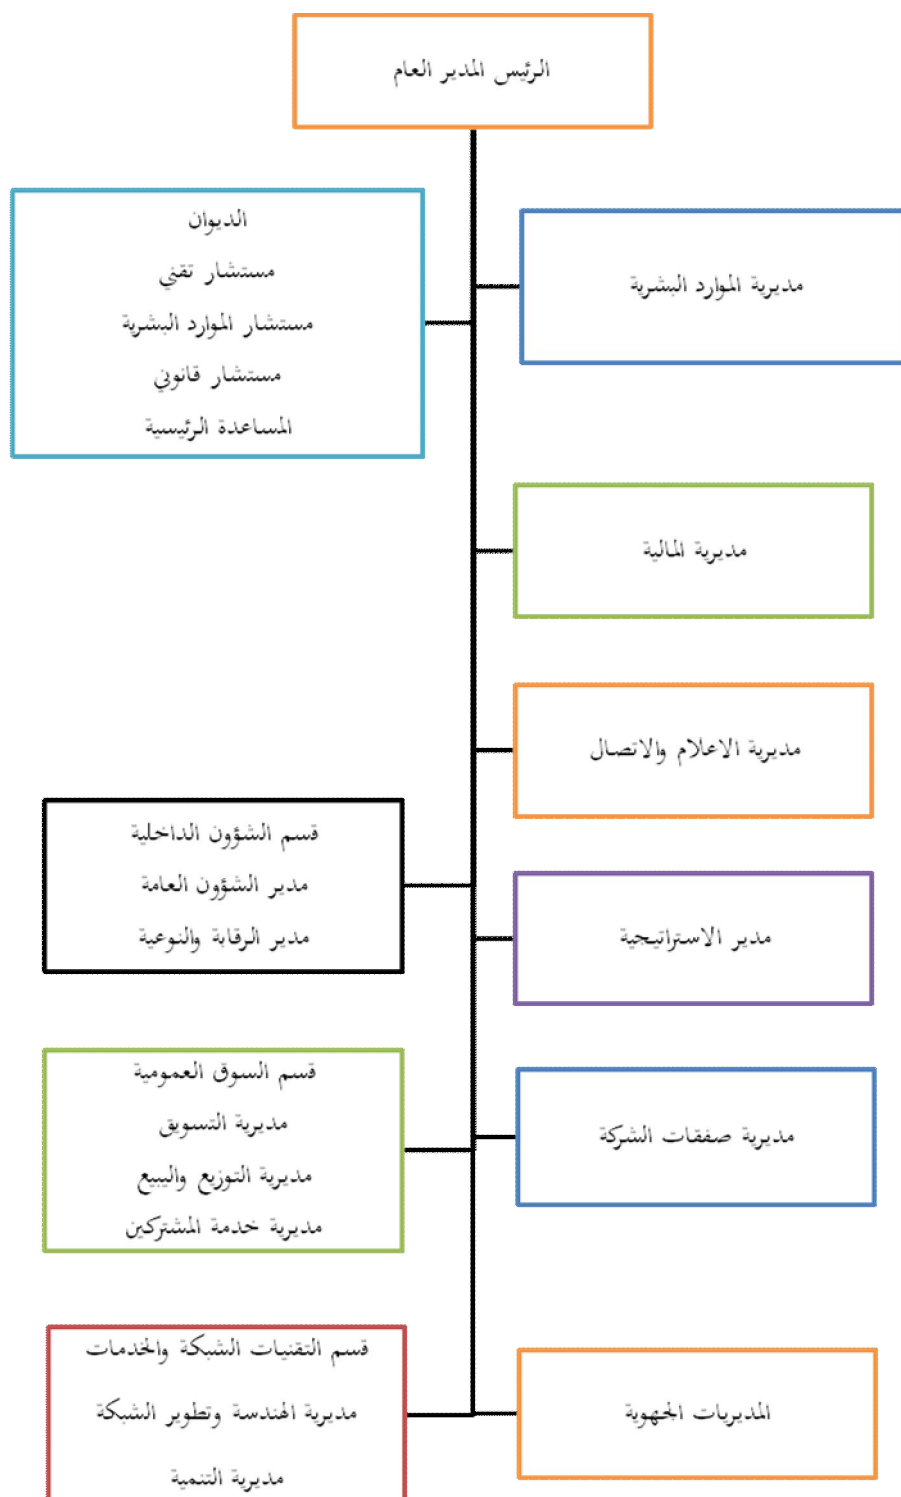 الرئيس المدير العام
مديرية الموارد البشرية
الديوان
مستشار تقني
مستشار الموارد البشرية
مستشار قانوني
المساعدة الرئيسية
مديرية المالية
مديرية الاعلام والاتصال
قسم الشؤون الداخلية
مدير الشؤون العامة
مدير الرقابة والنوعية
مدير الاستراتيجية
قسم السوق العمومية
مديرية التسويق
مديرية التوزيع والبيع
مديرية خدمة المشتركين
مديرية صفقات الشركة
قسم التقنيات الشبكة والخدمات
مديرية الهندسة وتطوير الشبكة
مديرية التنمية
المديريات الجهوية